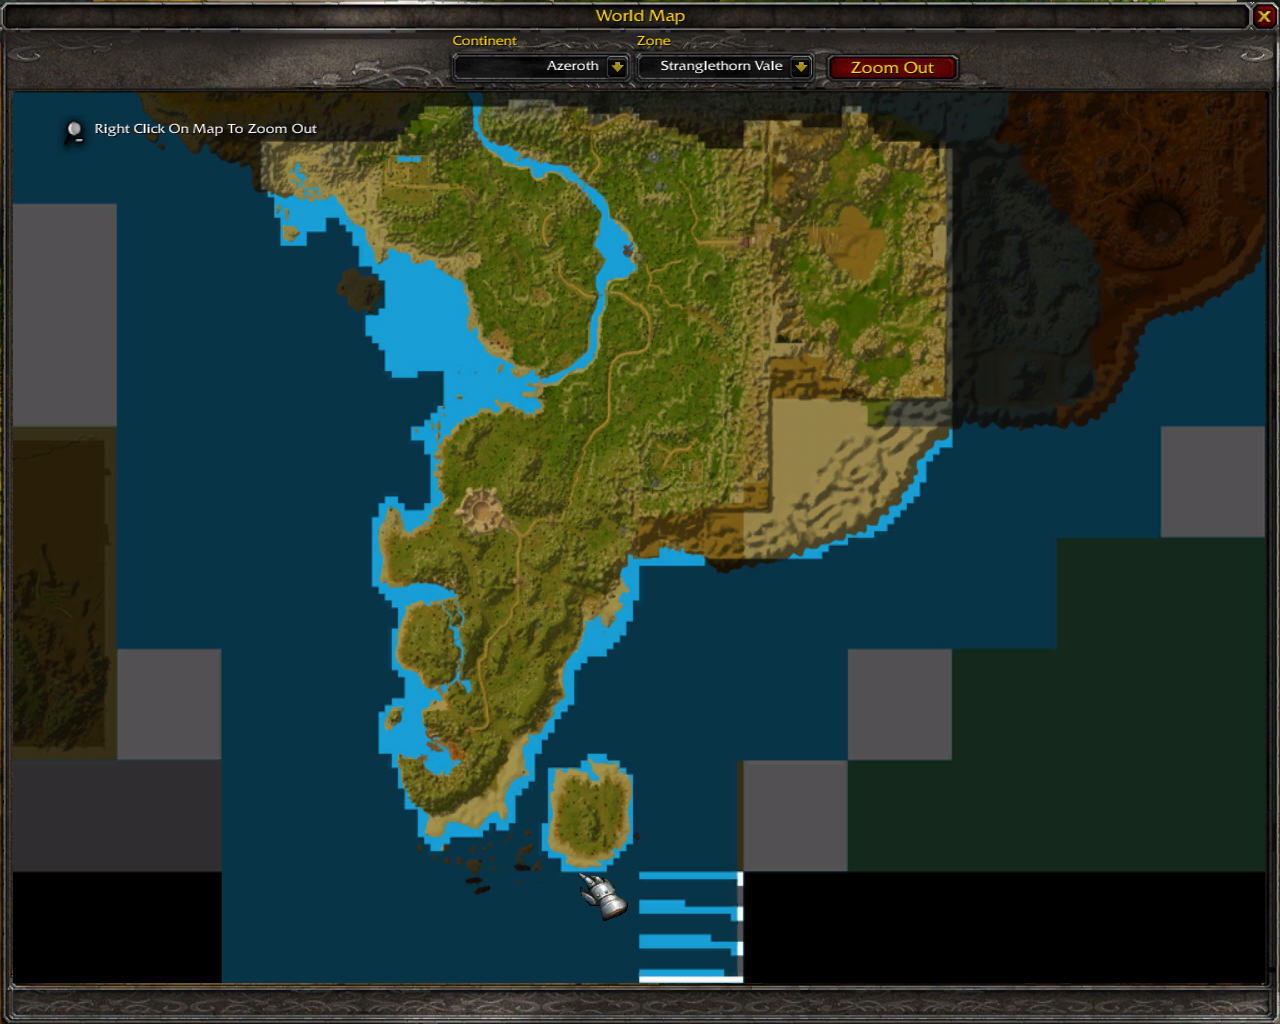 World Map
Continent
Zone
Azeroth
Stranglethorn Vale
Zoom Out
Right Click On Map To Zoom Out